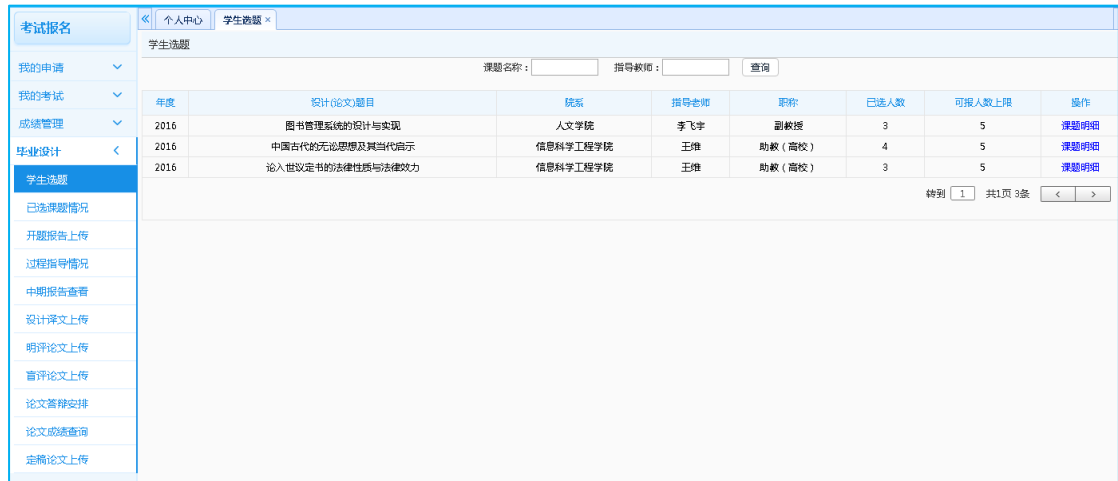 考试报名
我的申请
我的考试
成绩管理
毕业设计
学生选题
已选课题情况
开题报告上传
过程指导情况
中期报告查看
设计译文上传
明评论文上传
盲评论文上传
论文答辩安排
论文成绩查询
定稿论文上传
个人中心 学生选题 ×
学生选题
课题名称： 指导教师： 查询
年度 设计(论文)题目 院系 指导老师 职称 已选人数 可报人数上限 操作
2016 图书管理系统的设计与实现 人文学院 李飞宇 副教授 3 5 课题明细
2016 中国古代的无讼思想及其当代启示 信息科学工程学院 王维 助教（高校） 4 5 课题明细
2016 论入世议定书的法律性质与法律效力 信息科学工程学院 王维 助教（高校） 3 5 课题明细
转到 1 共1页 3条 < >